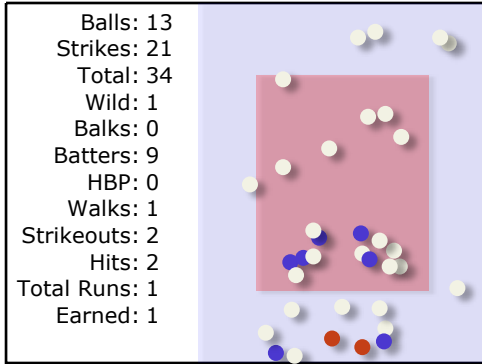 Balls: 13
Strikes: 21
Total: 34
Wild: 1
Balks: 0
Batters: 9
HBP: 0
Walks: 1
Strikeouts: 2
Hits: 2
Total Runs: 1
Earned: 1